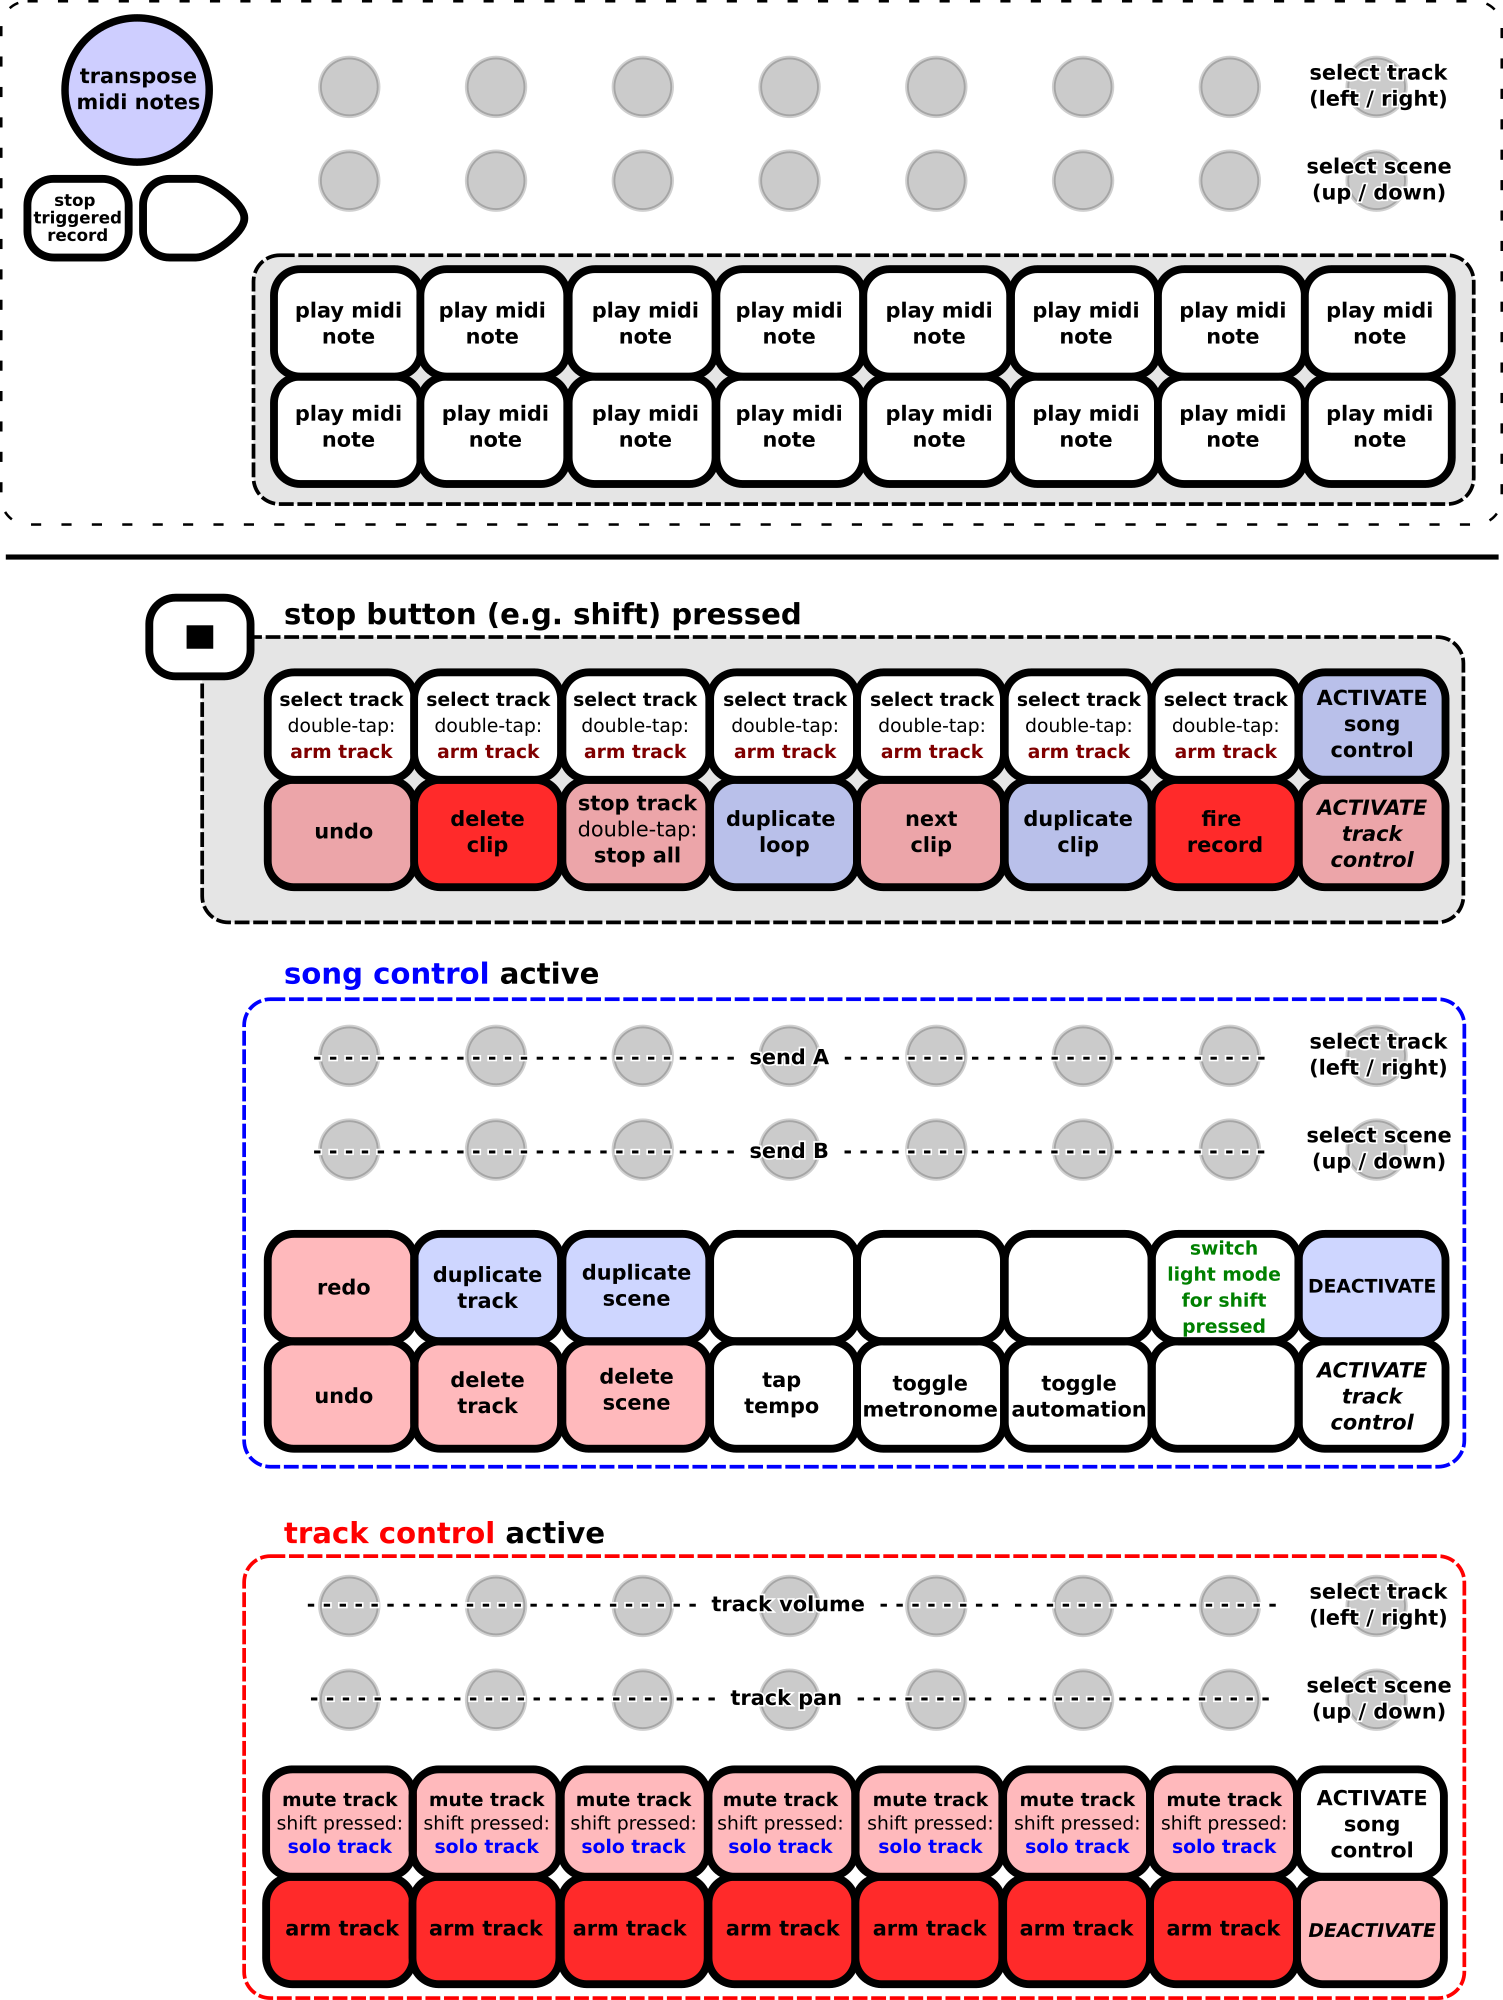 transpose
midi notes
select track
(left / right)
select scene
(up / down)
stop
triggered
record
play midi
note
play midi
note
play midi
note
play midi
note
play midi
note
play midi
note
play midi
note
play midi
note
play midi
note
play midi
note
play midi
note
play midi
note
play midi
note
play midi
note
play midi
note
play midi
note
stop button (e.g. shift) pressed
select track
double-tap:
arm track
select track
double-tap:
arm track
select track
double-tap:
arm track
select track
double-tap:
arm track
select track
double-tap:
arm track
select track
double-tap:
arm track
select track
double-tap:
arm track
ACTIVATE
song
control
undo
delete
clip
stop track
double-tap:
stop all
duplicate
loop
next
clip
duplicate
clip
fire
record
ACTIVATE
track
control
song control active
send A
select track
(left / right)
send B
select scene
(up / down)
redo
duplicate
track
duplicate
scene
switch
light mode
for shift
pressed
DEACTIVATE
undo
delete
track
delete
scene
tap
tempo
toggle
metronome
toggle
automation
ACTIVATE
track
control
track control active
track volume
select track
(left / right)
track pan
select scene
(up / down)
mute track
shift pressed:
solo track
mute track
shift pressed:
solo track
mute track
shift pressed:
solo track
mute track
shift pressed:
solo track
mute track
shift pressed:
solo track
mute track
shift pressed:
solo track
mute track
shift pressed:
solo track
ACTIVATE
song
control
arm track
arm track
arm track
arm track
arm track
arm track
arm track
DEACTIVATE